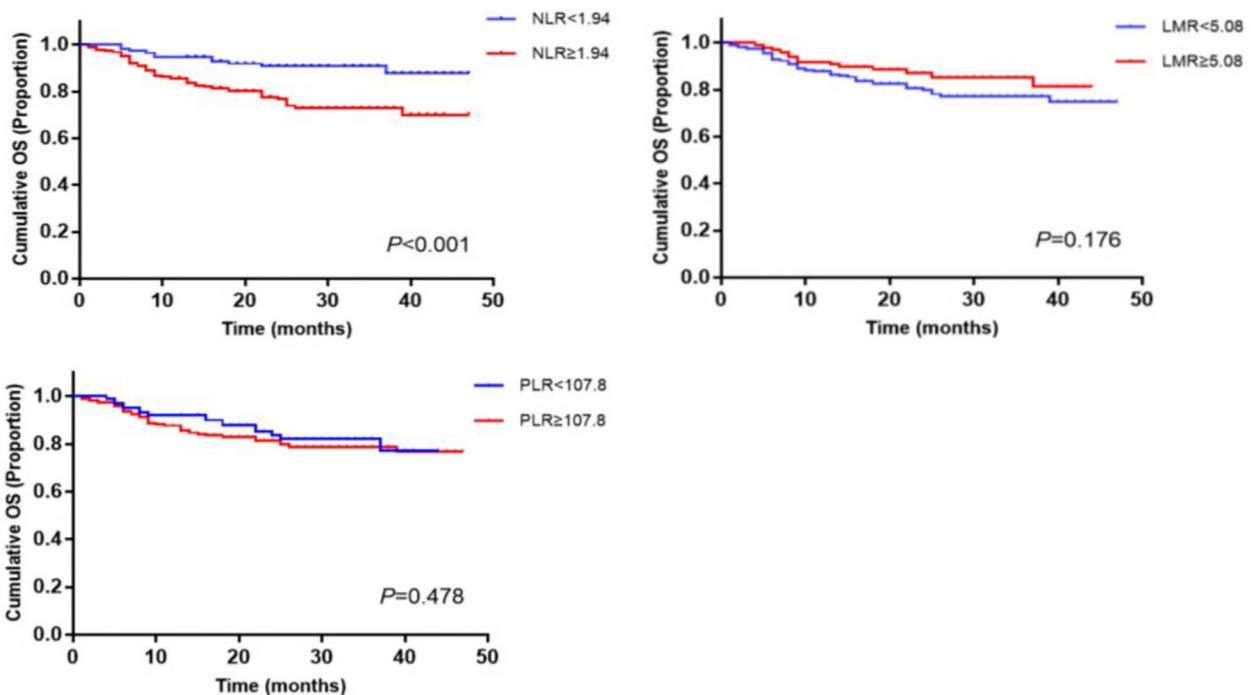 NLR<1.94
NLR≥1.94
Cumulative OS (Proportion)
1.0
0.8
0.6
0.4
0.2
0.0
P<0.001
0 10 20 30 40 50
Time (months)
LMR<5.08
LMR≥5.08
Cumulative OS (Proportion)
1.0
0.8
0.6
0.4
0.2
0.0
P=0.176
0 10 20 30 40 50
Time (months)
PLR<107.8
PLR≥107.8
Cumulative OS (Proportion)
1.0
0.8
0.6
0.4
0.2
0.0
P=0.478
0 10 20 30 40 50
Time (months)